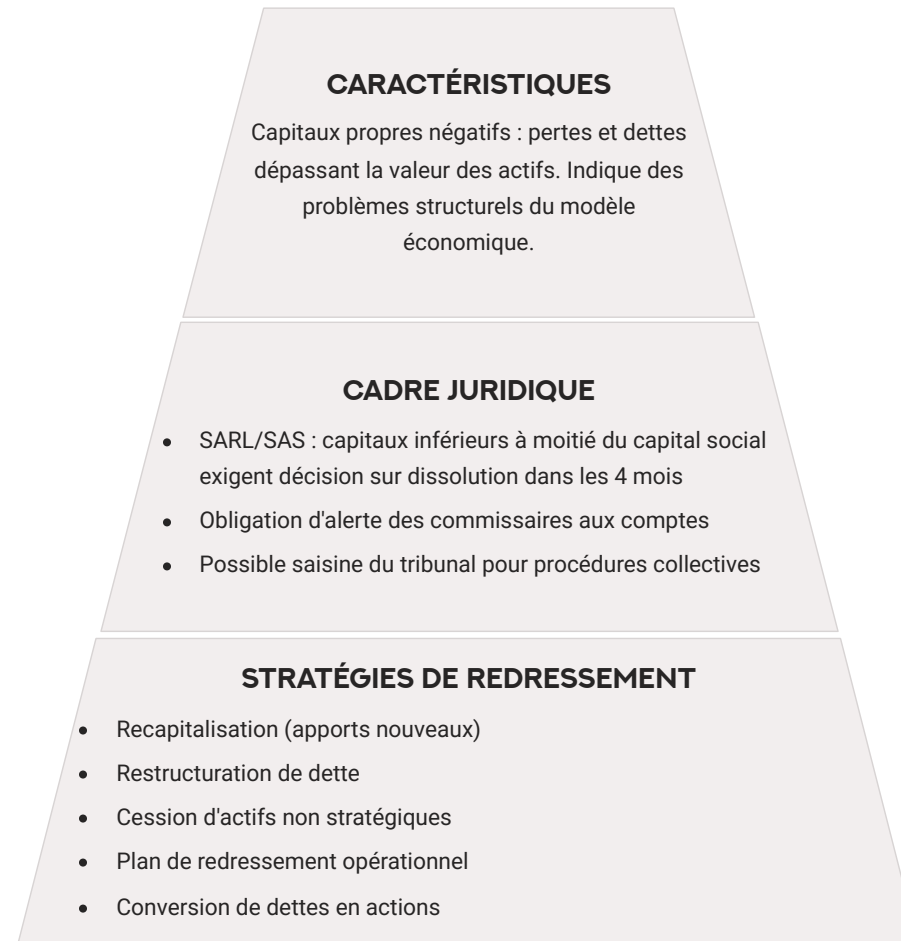 CARACTÉRISTIQUES
Capitaux propres négatifs : pertes et dettes
dépassant la valeur des actifs. Indique des
problèmes structurels du modèle
économique.
CADRE JURIDIQUE
• SARL/SAS : capitaux inférieurs à moitié du capital social
exigent décision sur dissolution dans les 4 mois
• Obligation d'alerte des commissaires aux comptes
• Possible saisine du tribunal pour procédures collectives
STRATÉGIES DE REDRESSEMENT
• Recapitalisation (apports nouveaux)
• Restructuration de dette
• Cession d'actifs non stratégiques
• Plan de redressement opérationnel
• Conversion de dettes en actions